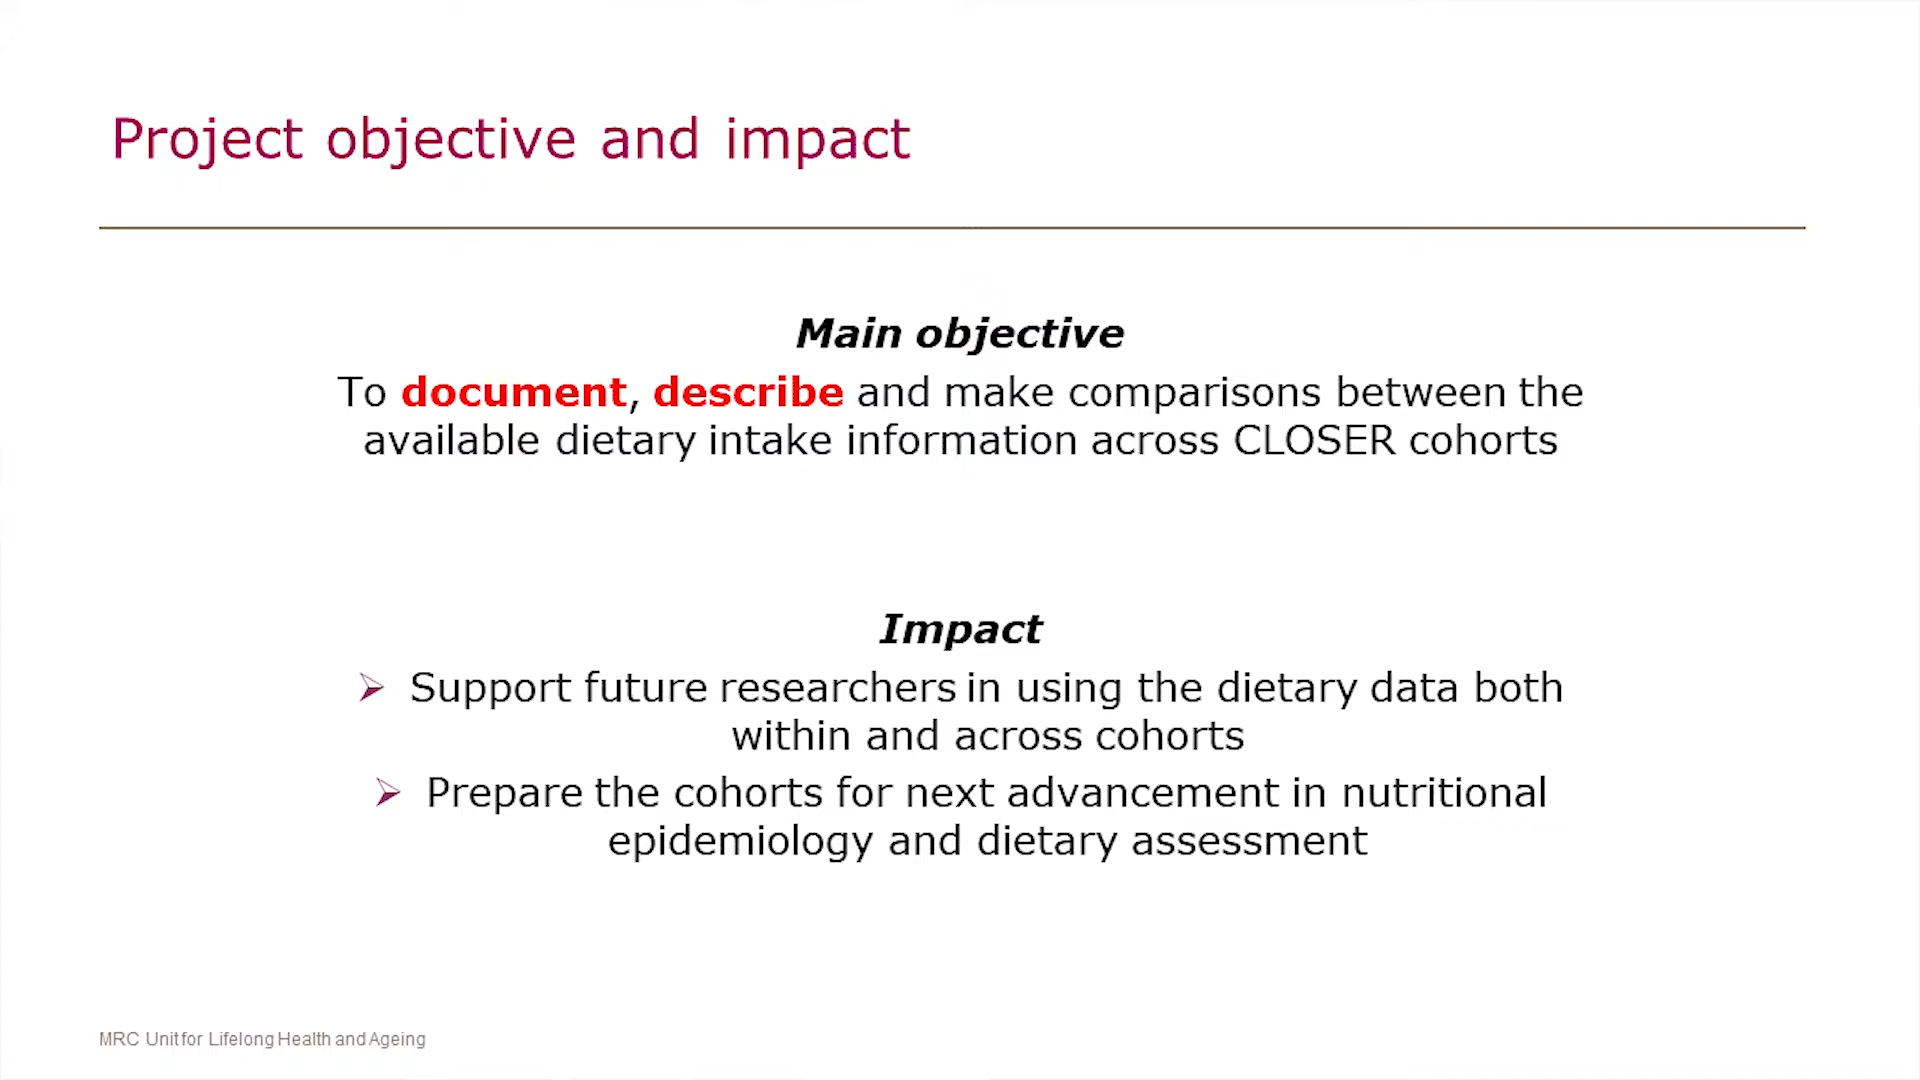 Project objective and impact
Main objective
To document, describe and make comparisons between the
available dietary intake information across CLOSER cohorts
Impact
Support future researchers in using the dietary data both
within and across cohorts
Prepare the cohorts for next advancement in nutritional
epidemiology and dietary assessment
MRC Unit for Lifelong Health and Ageing